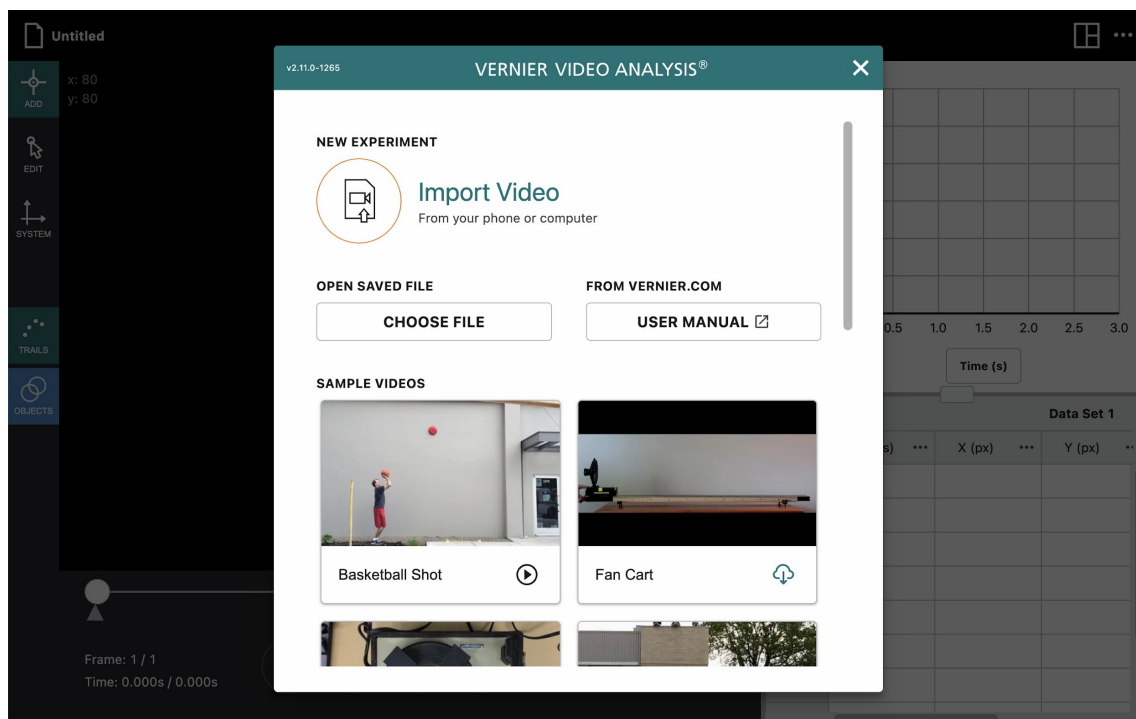 Untitled
v2.11.0-1265
VERNIER VIDEO ANALYSIS®
ADD
x: 80
y: 80
EDIT
SYSTEM
TRAILS
OBJECTS
NEW EXPERIMENT
Import Video
From your phone or computer
OPEN SAVED FILE
FROM VERNIER.COM
CHOOSE FILE
USER MANUAL
SAMPLE VIDEOS
Basketball Shot
Fan Cart
0.5 1.0 1.5 2.0 2.5 3.0
Time (s)
Data Set 1
s) ••• X (px) ••• Y (px)
Frame: 1 / 1
Time: 0.000s / 0.000s